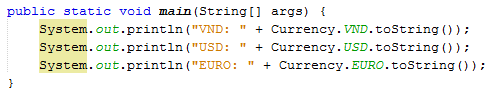 public static void main(String[] args) {
    System.out.println("VND: " + Currency.VND.toString());
    System.out.println("USD: " + Currency.USD.toString());
    System.out.println("EURO: " + Currency.EURO.toString());
}